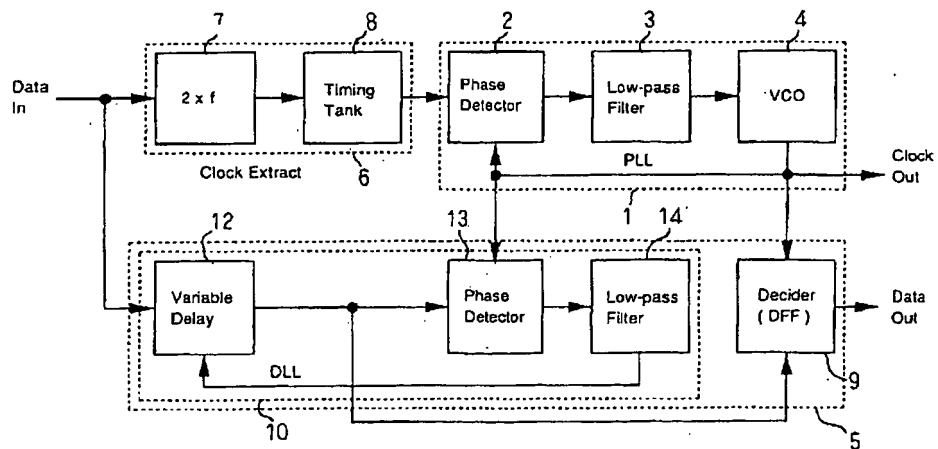 7
8
2
3
4
Data
In
2 x f
Timing
Tank
Phase
Detector
Low-pass
Filter
VCO
Clock Extract
6
PLL
1
Clock
Out
12
13
14
Variable
Delay
Phase
Detector
Low-pass
Filter
Decider
( DFF )
Data
Out
DLL
9
10
5